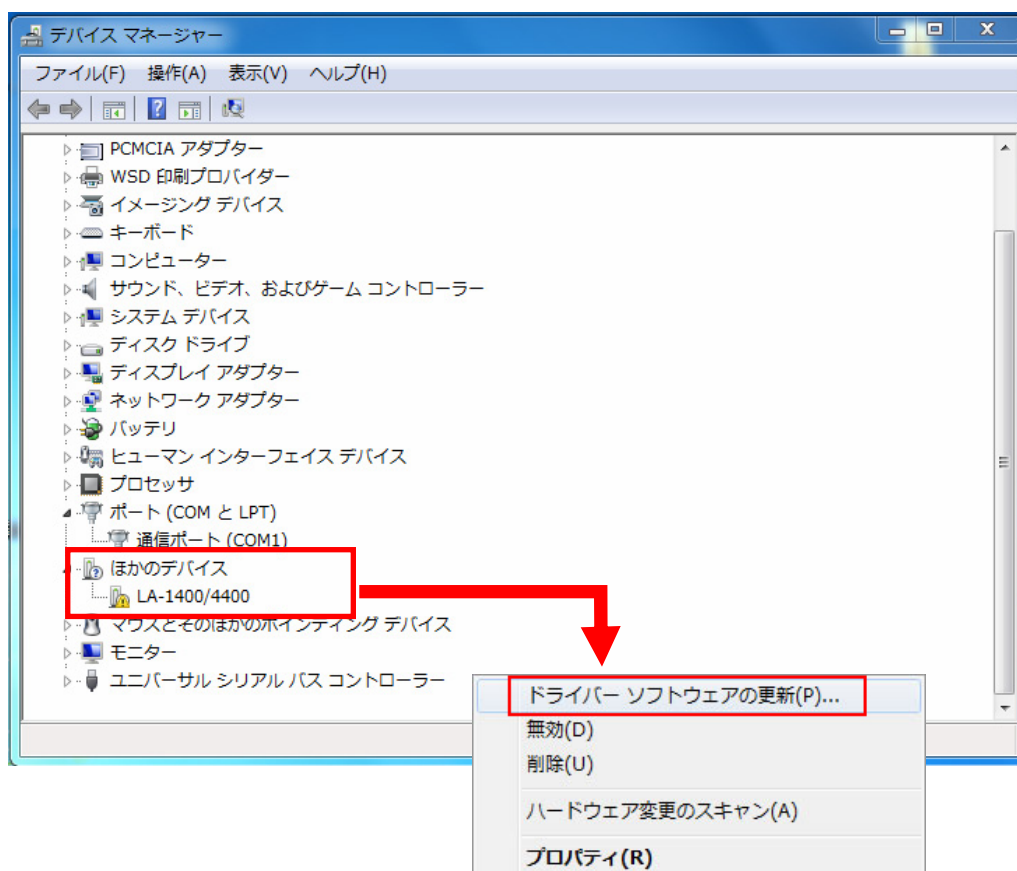 デバイス マネージャー
ファイル(F) 操作(A) 表示(V) ヘルプ(H)
PCMCIA アダプター
WSD 印刷プロバイダー
イメージング デバイス
キーボード
コンピューター
サウンド、ビデオ、およびゲーム コントローラー
システム デバイス
ディスク ドライブ
ディスプレイ アダプター
ネットワーク アダプター
バッテリ
ヒューマン インターフェイス デバイス
プロセッサ
ポート (COM と LPT)
通信ポート (COM1)
ほかのデバイス
LA-1400/4400
マウスとそのほかのポインティング デバイス
モニター
ユニバーサル シリアル バス コントローラー
ドライバー ソフトウェアの更新(P)...
無効(D)
削除(U)
ハードウェア変更のスキャン(A)
プロパティ(R)